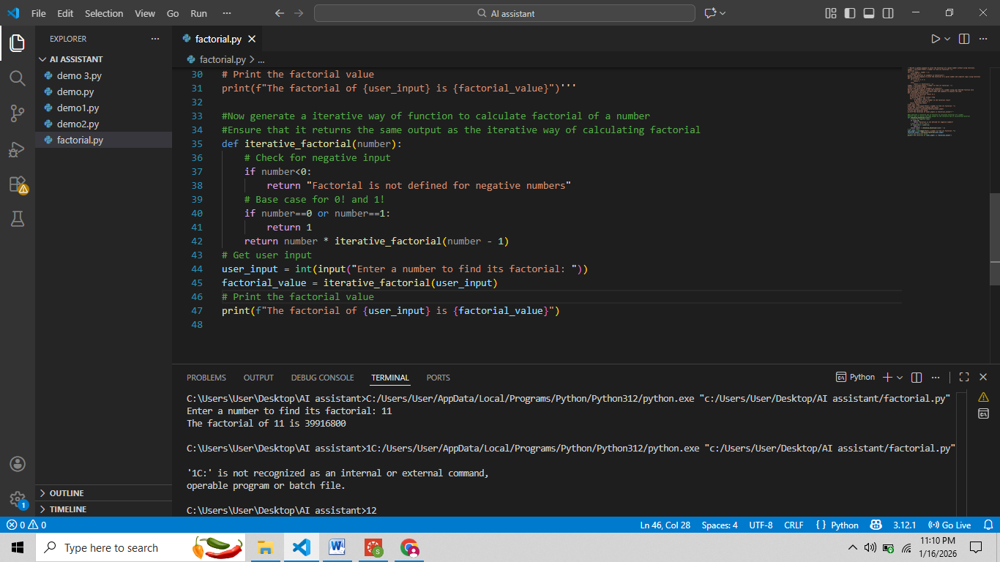 File Edit Selection View Go Run ··· AI assistant
EXPLORER ···
AI ASSISTANT
demo 3.py
demo.py
demo1.py
demo2.py
factorial.py
OUTLINE
TIMELINE
factorial.py
factorial.py > ...
30 # Print the factorial value
31 print(f"The factorial of {user_input} is {factorial_value}")'''
32
33 #Now generate a iterative way of function to calculate factorial of a number
34 #Ensure that it returns the same output as the iterative way of calculating factorial
35 def iterative_factorial(number):
36 # Check for negative input
37 if number<0:
38 return "Factorial is not defined for negative numbers"
39 # Base case for 0! and 1!
40 if number==0 or number==1:
41 return 1
42 return number * iterative_factorial(number - 1)
43 # Get user input
44 user_input = int(input("Enter a number to find its factorial: "))
45 factorial_value = iterative_factorial(user_input)
46 # Print the factorial value
47 print(f"The factorial of {user_input} is {factorial_value}")
48
PROBLEMS OUTPUT DEBUG CONSOLE TERMINAL PORTS Python
C:\Users\User\Desktop\AI assistant>C:/Users/User/AppData/Local/Programs/Python/Python312/python.exe "c:/Users/User/Desktop/AI assistant/factorial.py"
Enter a number to find its factorial: 11
The factorial of 11 is 39916800
C:\Users\User\Desktop\AI assistant>1C:/Users/User/AppData/Local/Programs/Python/Python312/python.exe "c:/Users/User/Desktop/AI assistant/factorial.py"
'1C:' is not recognized as an internal or external command,
operable program or batch file.
C:\Users\User\Desktop\AI assistant>12
1
0 0 Ln 46, Col 28 Spaces: 4 UTF-8 CRLF { } Python 3.12.1 Go Live
Type here to search
W
S
11:10 PM
1/16/2026